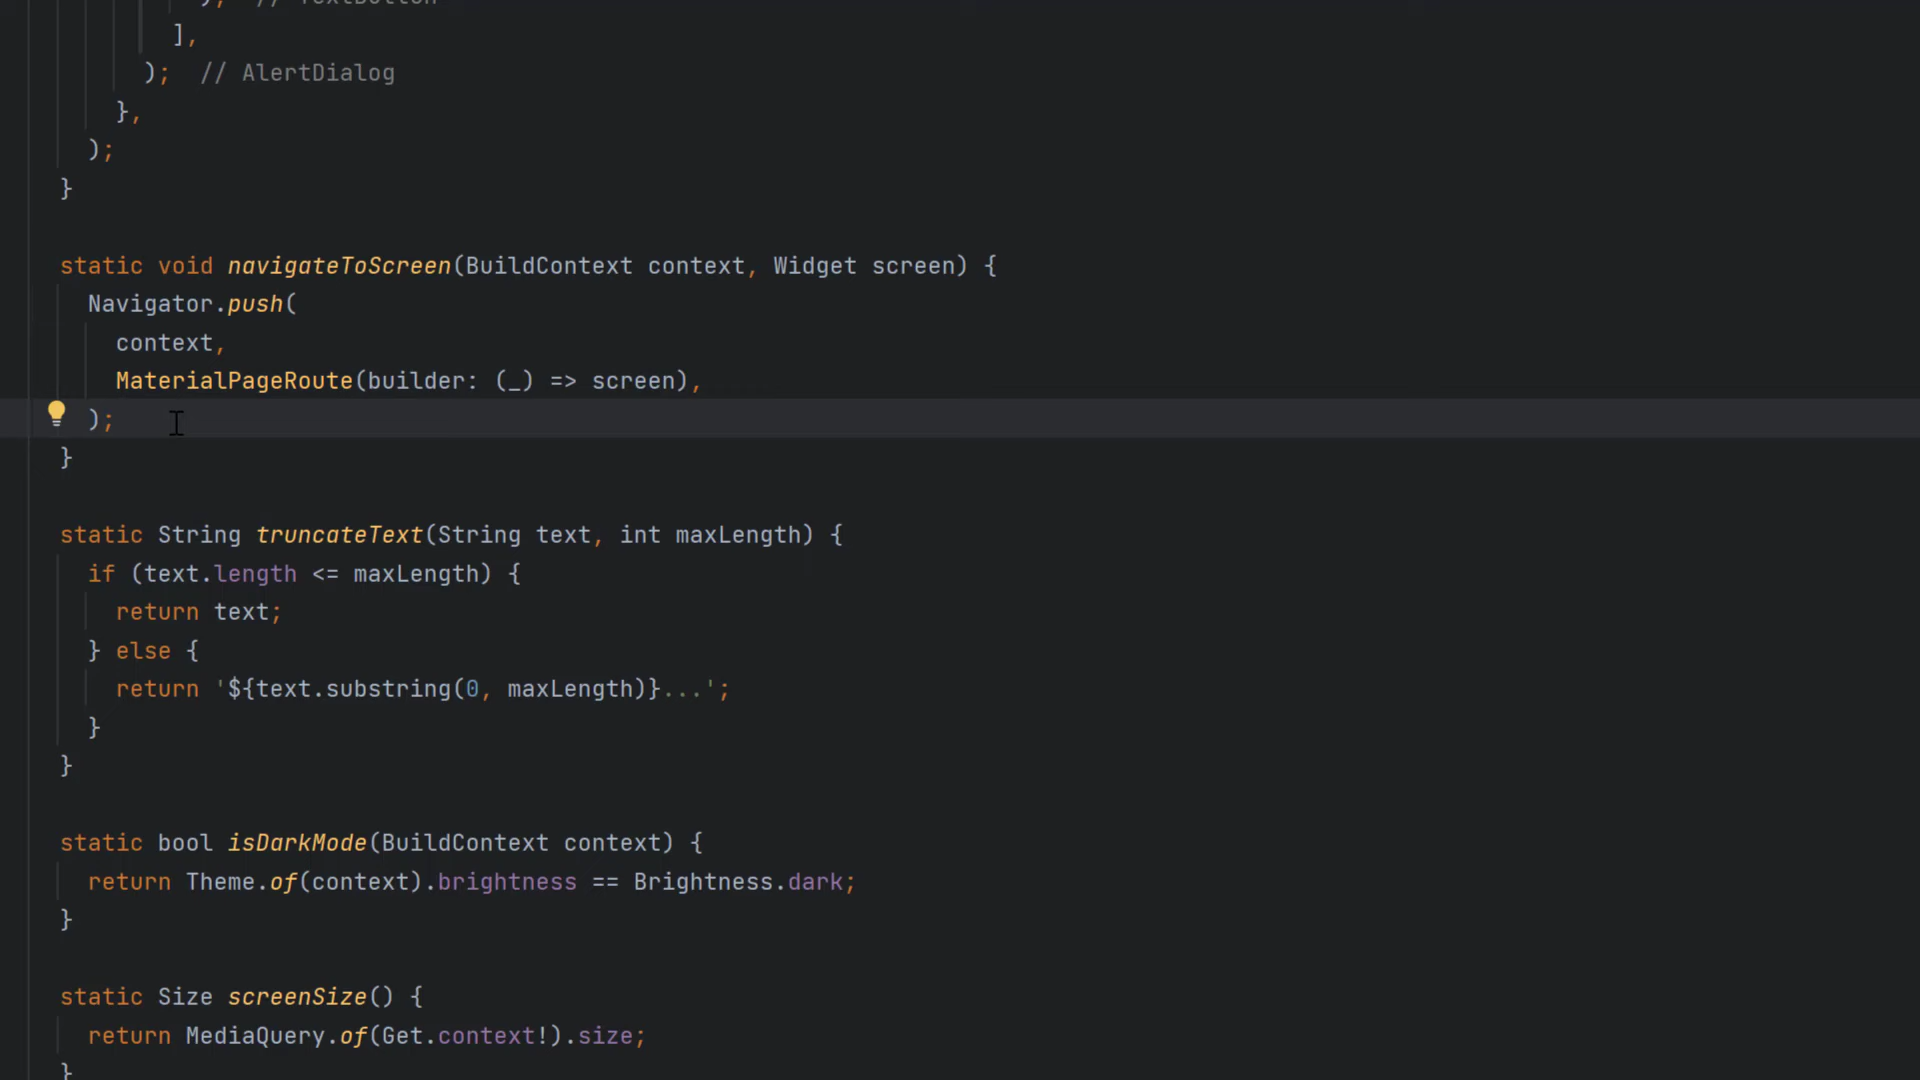 ); // TextButton
],
); // AlertDialog
},
);
}
static void navigateToScreen(BuildContext context, Widget screen) {
Navigator.push(
context,
MaterialPageRoute(builder: (_) => screen),
);
}
static String truncateText(String text, int maxLength) {
if (text.length <= maxLength) {
return text;
} else {
return '${text.substring(0, maxLength)}...';
}
}
static bool isDarkMode(BuildContext context) {
return Theme.of(context).brightness == Brightness.dark;
}
static Size screenSize() {
return MediaQuery.of(Get.context!).size;
}